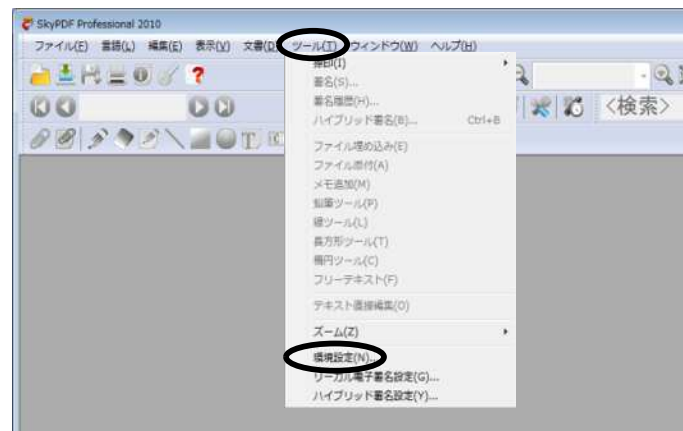 SkyPDF Professional 2010
ファイル(F) 言語(L) 編集(E) 表示(V) 文書(D) ツール(T) ウィンドウ(W) ヘルプ(H)
捺印(I)
署名(S)...
署名履歴(H)...
ハイブリッド署名(B)... Ctrl+B
<検索>
ファイル埋め込み(E)
ファイル添付(A)
メモ追加(M)
鉛筆ツール(P)
線ツール(L)
長方形ツール(T)
楕円ツール(C)
フリーテキスト(F)
テキスト直接編集(O)
ズーム(Z)
環境設定(N)...
リーガル電子署名設定(G)...
ハイブリッド署名設定(Y)...